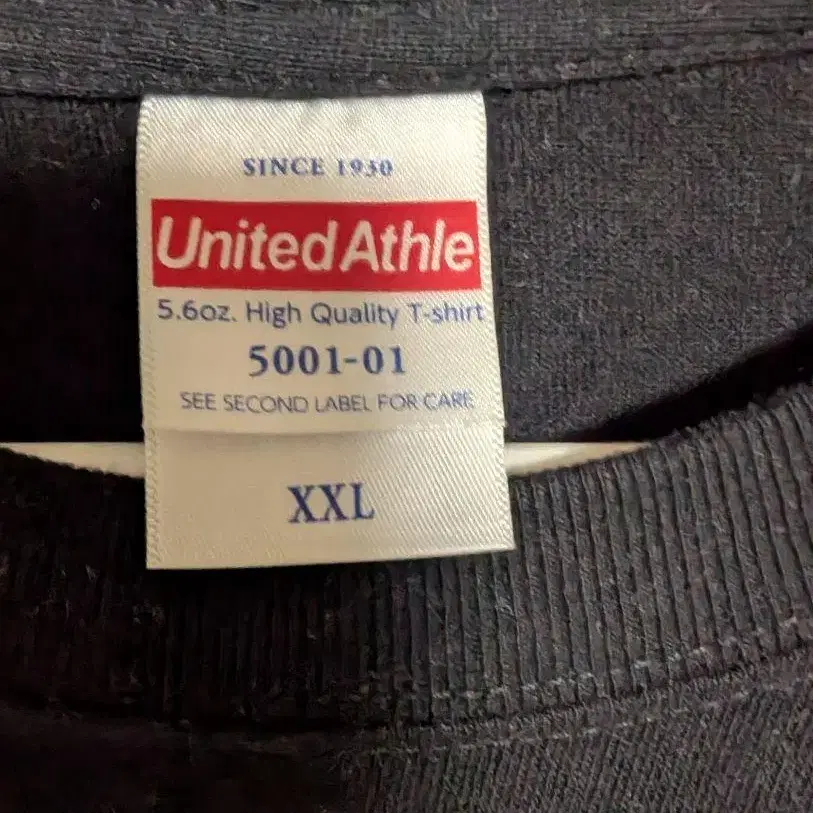 SINCE 1930
United Athle
5.6oz. High Quality T-shirt
5001-01
SEE SECOND LABEL FOR CARE
XXL